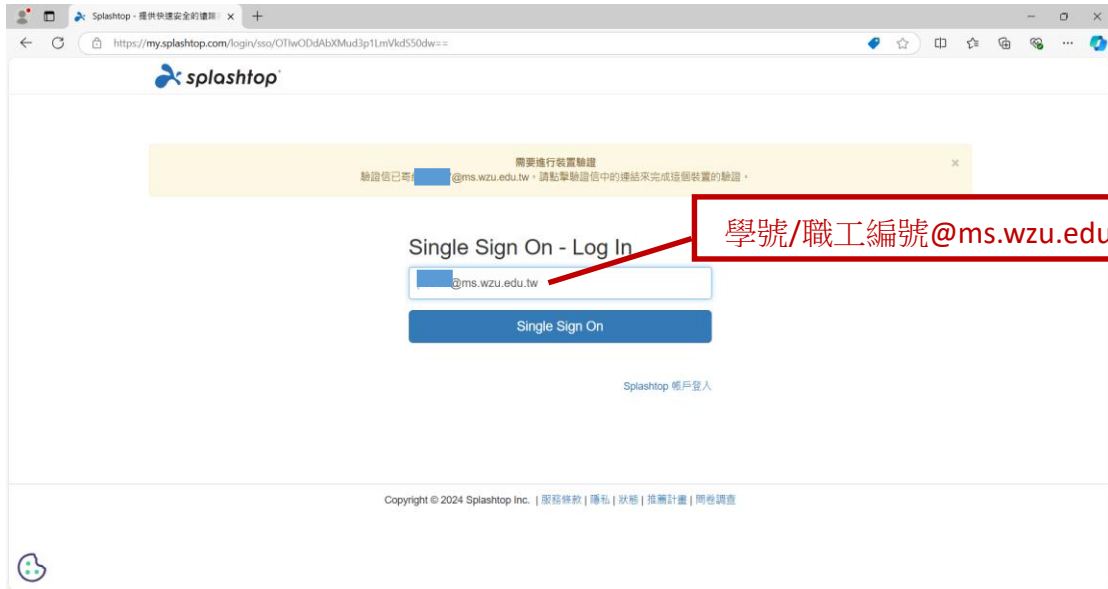 Splashtop - 提供快速安全的遠端
https://my.splashtop.com/login/sso/OTIwODdAbXMud3p1LmVkdS50dw==
splashtop
需要進行裝置驗證
驗證信已寄 @ms.wzu.edu.tw。請點擊驗證信中的連結來完成這個裝置的驗證。
學號/職工編號@ms.wzu.edu
Single Sign On - Log In
@ms.wzu.edu.tw
Single Sign On
Splashtop 帳戶登入
Copyright © 2024 Splashtop Inc. | 服務條款 | 隱私 | 狀態 | 推薦計畫 | 問卷調查